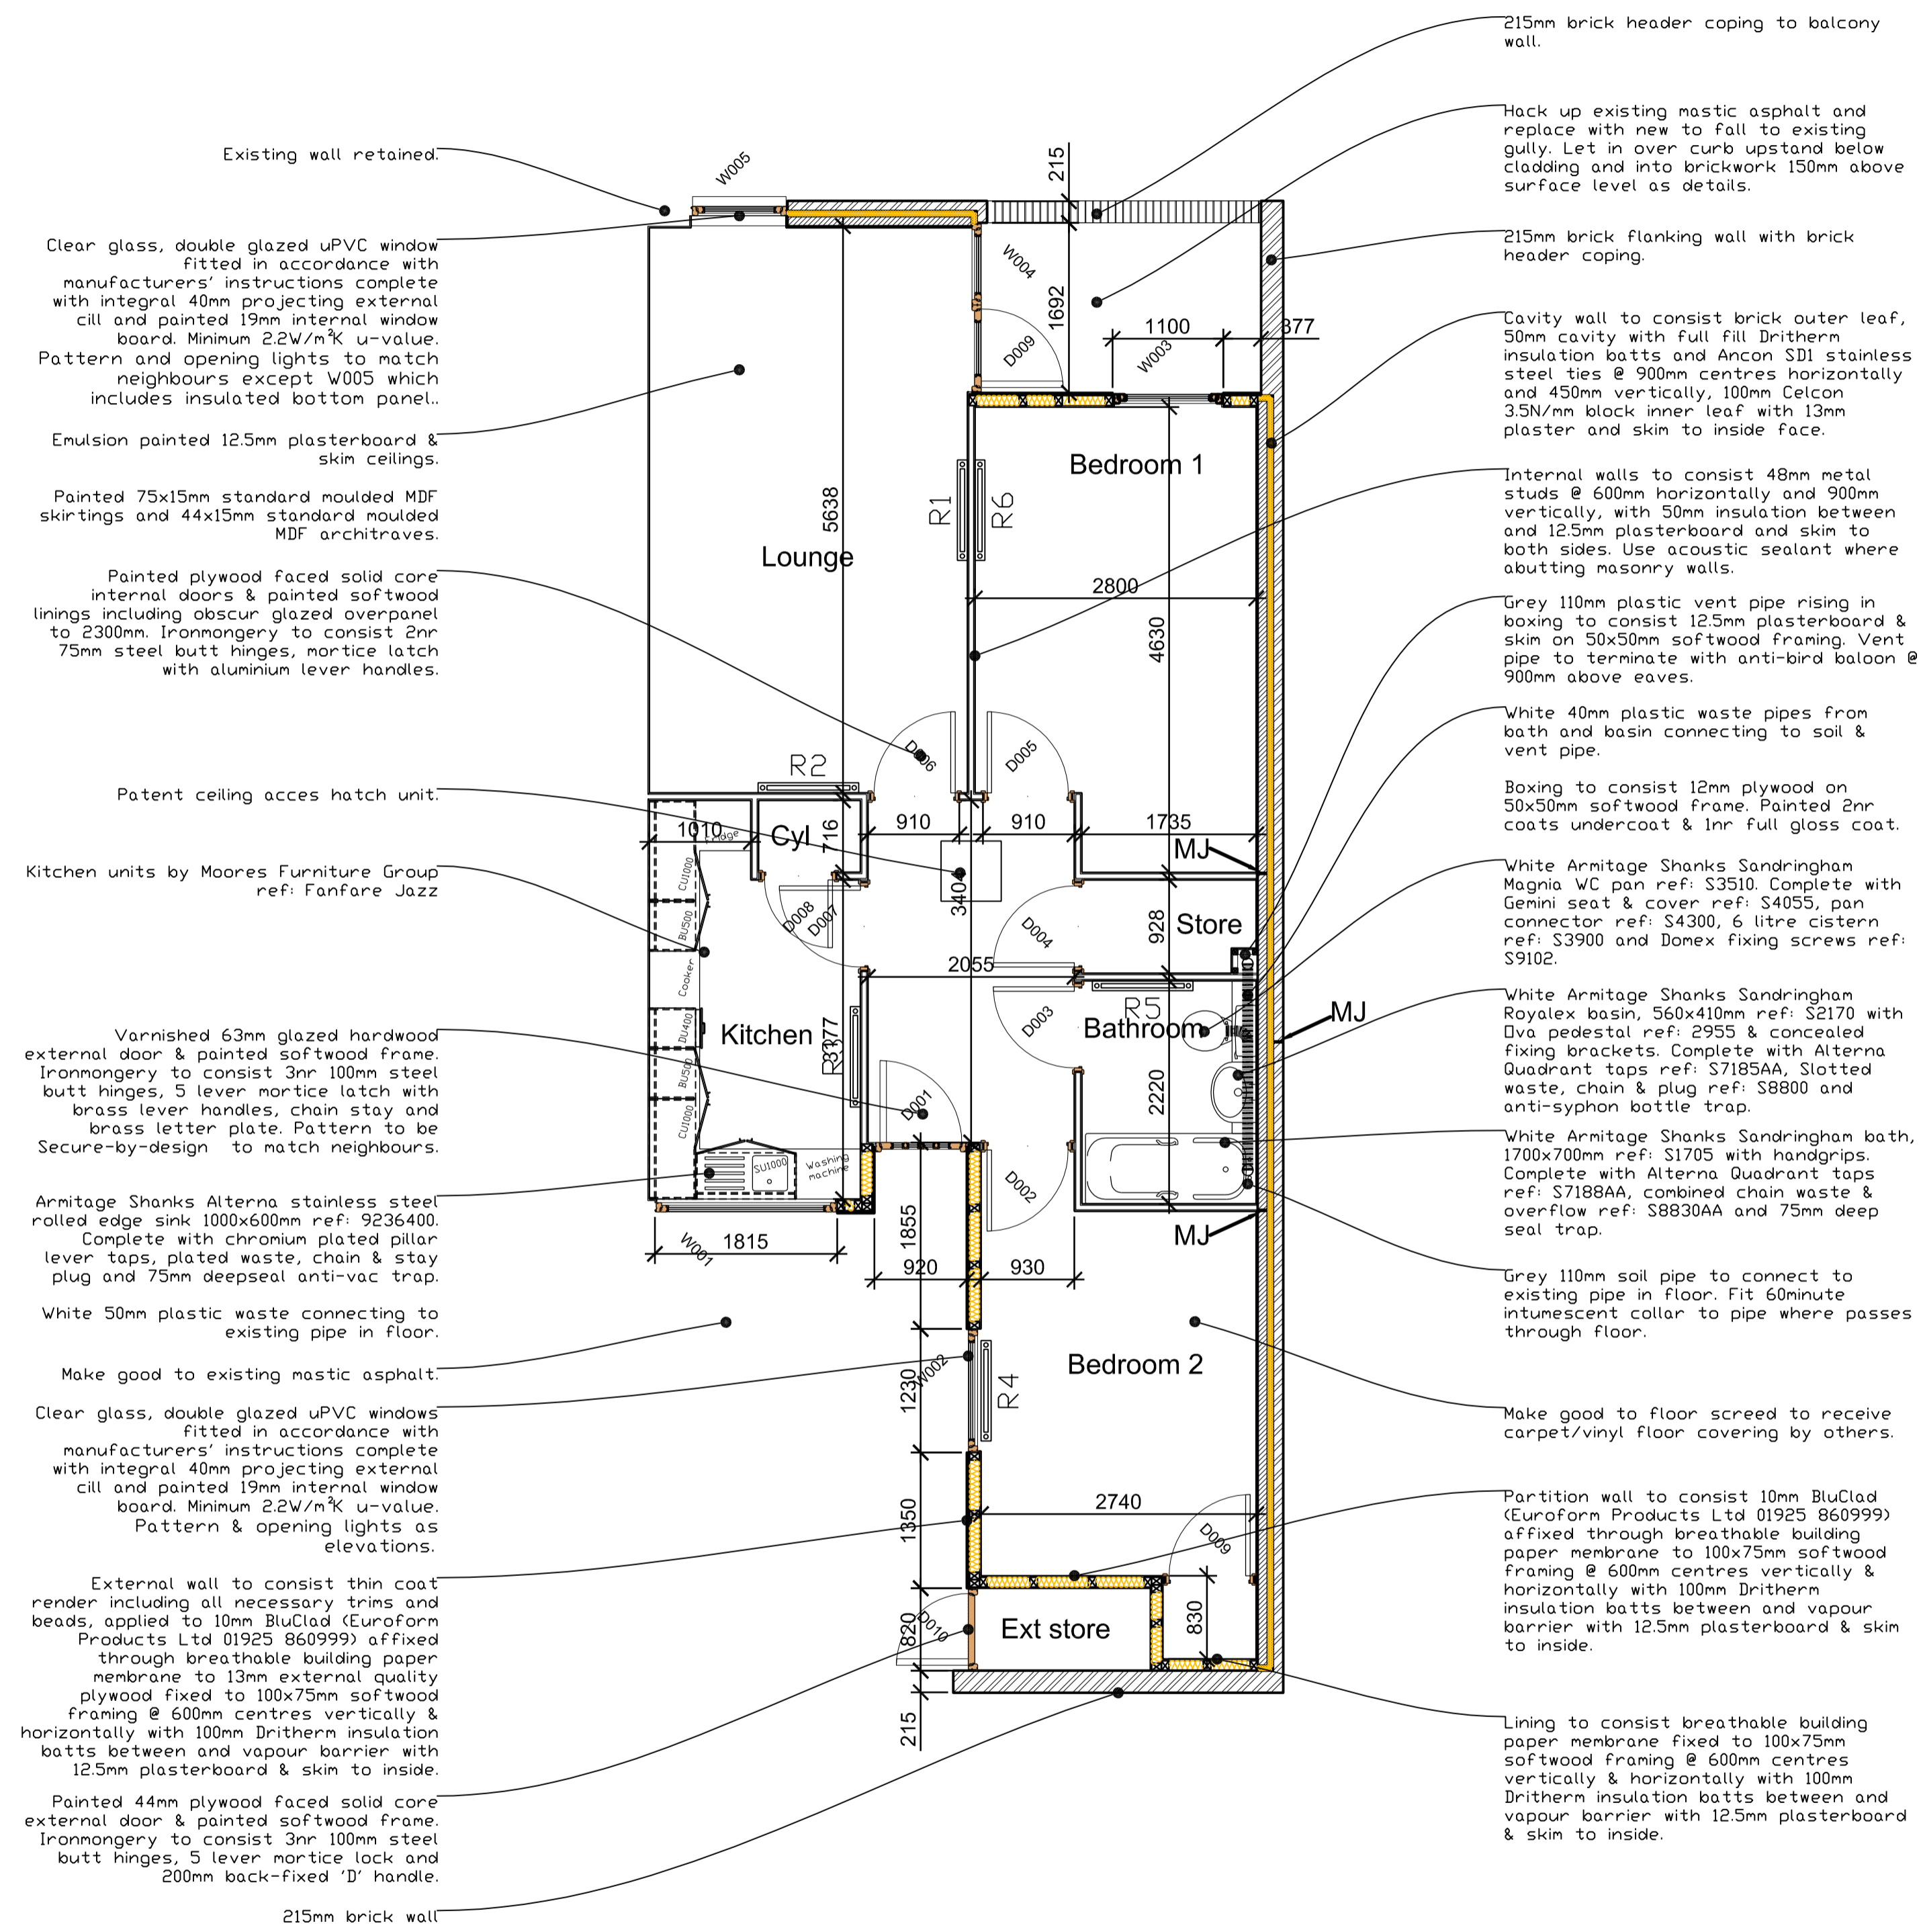 Existing wall retained.
Clear glass, double glazed uPVC window
fitted in accordance with
manufacturers' instructions complete
with integral 40mm projecting external
cill and painted 19mm internal window
board. Minimum 2.2W/m²K u-value.
Pattern and opening lights to match
neighbours except W005 which
includes insulated bottom panel..
Emulsion painted 12.5mm plasterboard &
skim ceilings.
Painted 75x15mm standard moulded MDF
skirtings and 44x15mm standard moulded
MDF architraves.
Painted plywood faced solid core
internal doors & painted softwood
linings including obscur glazed overpanel
to 2300mm. Ironmongery to consist 2nr
75mm steel butt hinges, mortice latch
with aluminium lever handles.
Patent ceiling acces hatch unit.
Kitchen units by Moores Furniture Group
ref: Fanfare Jazz
Varnished 63mm glazed hardwood
external door & painted softwood frame.
Ironmongery to consist 3nr 100mm steel
butt hinges, 5 lever mortice latch with
brass lever handles, chain stay and
brass letter plate. Pattern to be
Secure-by-design to match neighbours.
Armitage Shanks Alterna stainless steel
rolled edge sink 1000x600mm ref: 9236400.
Complete with chromium plated pillar
lever taps, plated waste, chain & stay
plug and 75mm deepseal anti-vac trap.
White 50mm plastic waste connecting to
existing pipe in floor.
Make good to existing mastic asphalt.
Clear glass, double glazed uPVC windows
fitted in accordance with
manufacturers' instructions complete
with integral 40mm projecting external
cill and painted 19mm internal window
board. Minimum 2.2W/m²K u-value.
Pattern & opening lights as
elevations.
External wall to consist thin coat
render including all necessary trims and
beads, applied to 10mm BluClad (Euroform
Products Ltd 01925 860999) affixed
through breathable building paper
membrane to 13mm external quality
plywood fixed to 100x75mm softwood
framing @ 600mm centres vertically &
horizontally with 100mm Dritherm insulation
batts between and vapour barrier with
12.5mm plasterboard & skim to inside.
Painted 44mm plywood faced solid core
external door & painted softwood frame.
Ironmongery to consist 3nr 100mm steel
butt hinges, 5 lever mortice lock and
200mm back-fixed 'D' handle.
215mm brick wall
W005
215
W004
1692
D009
1100
W003
377
Bedroom 1
R1
R6
5638
Lounge
2800
4630
D006
D005
R2
1010
Fridge
Cyl
716
910
910
1735
MJ
CU1000
BU500
D008
D007
3404
D004
928
Store
Cooker
2055
DU400
Kitchen
3377
R3
D003
R5
Bathroom
MJ
BU500
CU1000
D001
2220
SU1000
Washing
machine
D002
1855
MJ
W001
1815
920
930
W002
1230
R4
Bedroom 2
1350
2740
D009
D010
820
Ext store
830
215
215mm brick header coping to balcony
wall.
Hack up existing mastic asphalt and
replace with new to fall to existing
gully. Let in over curb upstand below
cladding and into brickwork 150mm above
surface level as details.
215mm brick flanking wall with brick
header coping.
Cavity wall to consist brick outer leaf,
50mm cavity with full fill Dritherm
insulation batts and Ancon SD1 stainless
steel ties @ 900mm centres horizontally
and 450mm vertically, 100mm Celcon
3.5N/mm block inner leaf with 13mm
plaster and skim to inside face.
Internal walls to consist 48mm metal
studs @ 600mm horizontally and 900mm
vertically, with 50mm insulation between
and 12.5mm plasterboard and skim to
both sides. Use acoustic sealant where
abutting masonry walls.
Grey 110mm plastic vent pipe rising in
boxing to consist 12.5mm plasterboard &
skim on 50x50mm softwood framing. Vent
pipe to terminate with anti-bird baloon @
900mm above eaves.
White 40mm plastic waste pipes from
bath and basin connecting to soil &
vent pipe.
Boxing to consist 12mm plywood on
50x50mm softwood frame. Painted 2nr
coats undercoat & 1nr full gloss coat.
White Armitage Shanks Sandringham
Magnia WC pan ref: S3510. Complete with
Gemini seat & cover ref: S4055, pan
connector ref: S4300, 6 litre cistern
ref: S3900 and Domex fixing screws ref:
S9102.
White Armitage Shanks Sandringham
Royalex basin, 560x410mm ref: S2170 with
Ova pedestal ref: 2955 & concealed
fixing brackets. Complete with Alterna
Quadrant taps ref: S7185AA, Slotted
waste, chain & plug ref: S8800 and
anti-syphon bottle trap.
White Armitage Shanks Sandringham bath,
1700x700mm ref: S1705 with handgrips.
Complete with Alterna Quadrant taps
ref: S7188AA, combined chain waste &
overflow ref: S8830AA and 75mm deep
seal trap.
Grey 110mm soil pipe to connect to
existing pipe in floor. Fit 60minute
intumescent collar to pipe where passes
through floor.
Make good to floor screed to receive
carpet/vinyl floor covering by others.
Partition wall to consist 10mm BluClad
(Euroform Products Ltd 01925 860999)
affixed through breathable building
paper membrane to 100x75mm softwood
framing @ 600mm centres vertically &
horizontally with 100mm Dritherm
insulation batts between and vapour
barrier with 12.5mm plasterboard & skim
to inside.
Lining to consist breathable building
paper membrane fixed to 100x75mm
softwood framing @ 600mm centres
vertically & horizontally with 100mm
Dritherm insulation batts between and
vapour barrier with 12.5mm plasterboard
& skim to inside.